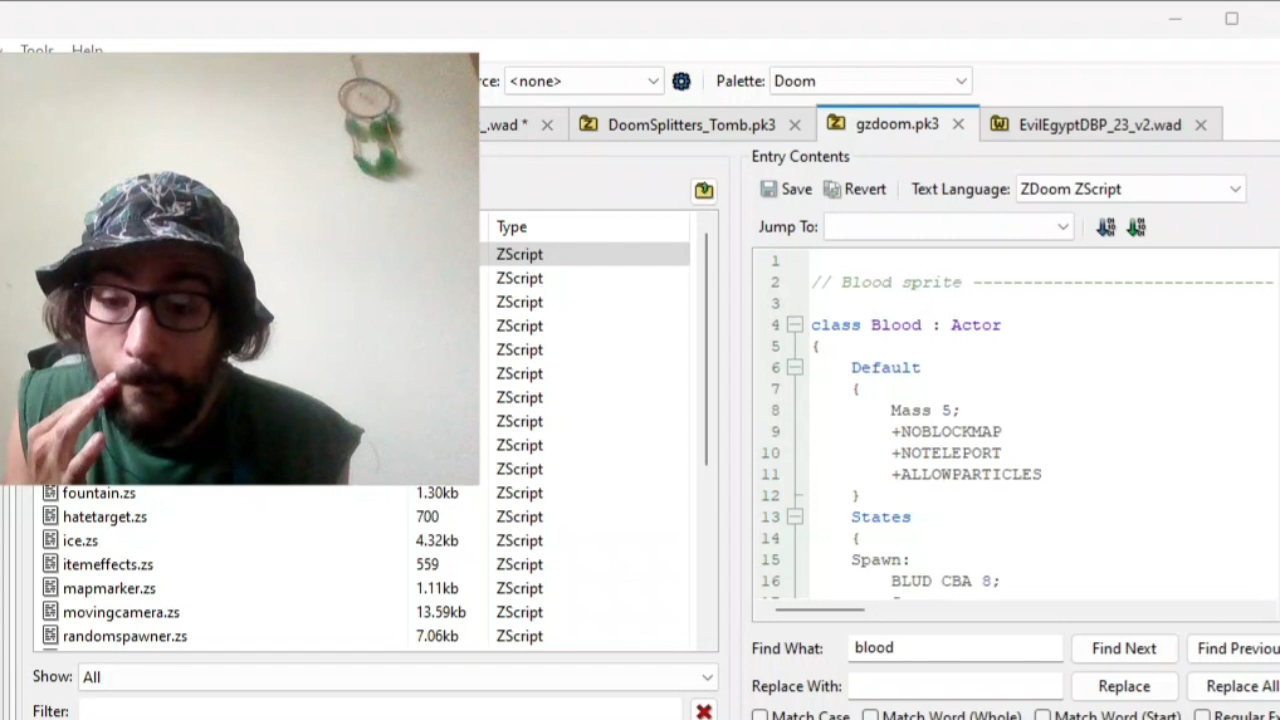 Tools Help
<none> Palette: Doom
.wad * DoomSplitters_Tomb.pk3 gzdoom.pk3 EvilEgyptDBP_23_v2.wad
Entry Contents
Save Revert Text Language: ZDoom ZScript
Jump To:
Type
ZScript
ZScript
ZScript
ZScript
ZScript
ZScript
ZScript
ZScript
ZScript
ZScript
fountain.zs 1.30kb ZScript
hatetarget.zs 700 ZScript
ice.zs 4.32kb ZScript
itemeffects.zs 559 ZScript
mapmarker.zs 1.11kb ZScript
movingcamera.zs 13.59kb ZScript
randomspawner.zs 7.06kb ZScript
Show: All
Filter:
1
2 // Blood sprite ------------------------------
3
4 class Blood : Actor
5 {
6 Default
7 {
8 Mass 5;
9 +NOBLOCKMAP
10 +NOTELEPORT
11 +ALLOWPARTICLES
12 }
13 States
14 {
15 Spawn:
16 BLUD CBA 8;
Find What: blood Find Next Find Previou
Replace With: Replace Replace All
Match Case Match Word (Whole) Match Word (Start)